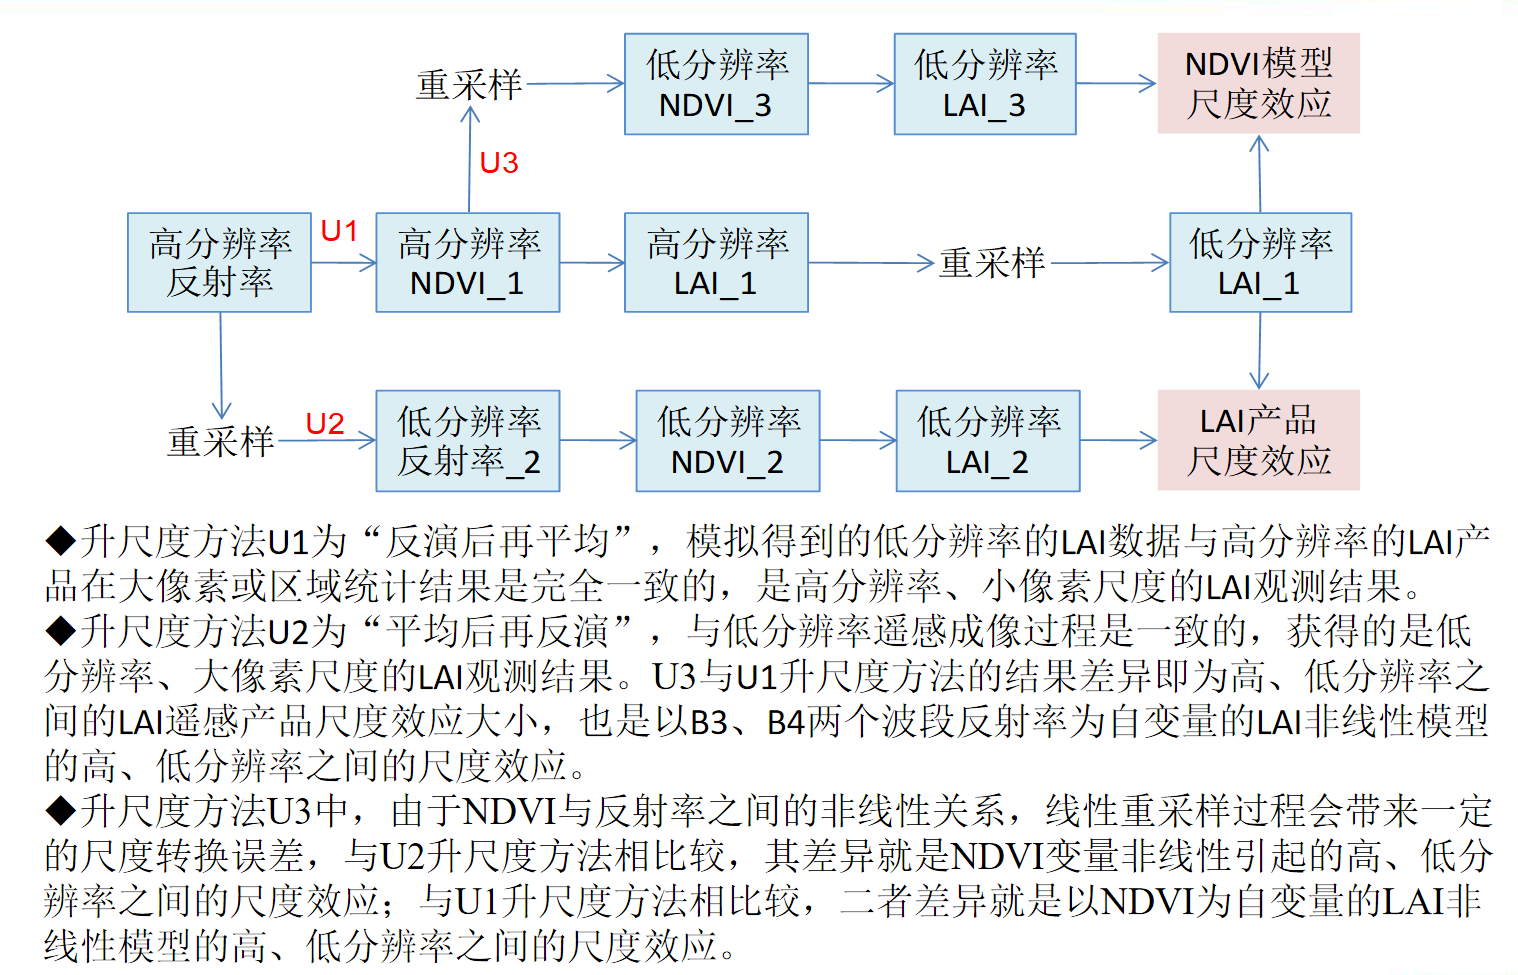 重采样
低分辨率
NDVI_3
低分辨率
LAI_3
NDVI模型
尺度效应
U3
高分辨率
反射率
U1
高分辨率
NDVI_1
高分辨率
LAI_1
重采样
低分辨率
LAI_1
重采样
U2
低分辨率
反射率_2
低分辨率
NDVI_2
低分辨率
LAI_2
LAI产品
尺度效应
◆升尺度方法U1为“反演后再平均”，模拟得到的低分辨率的LAI数据与高分辨率的LAI产
品在大像素或区域统计结果是完全一致的，是高分辨率、小像素尺度的LAI观测结果。
◆升尺度方法U2为“平均后再反演”，与低分辨率遥感成像过程是一致的，获得的是低
分辨率、大像素尺度的LAI观测结果。U3与U1升尺度方法的结果差异即为高、低分辨率之
间的LAI遥感产品尺度效应大小，也是以B3、B4两个波段反射率为自变量的LAI非线性模型
的高、低分辨率之间的尺度效应。
◆升尺度方法U3中，由于NDVI与反射率之间的非线性关系，线性重采样过程会带来一定
的尺度转换误差，与U2升尺度方法相比较，其差异就是NDVI变量非线性引起的高、低分
辨率之间的尺度效应；与U1升尺度方法相比较，二者差异就是以NDVI为自变量的LAI非
线性模型的高、低分辨率之间的尺度效应。